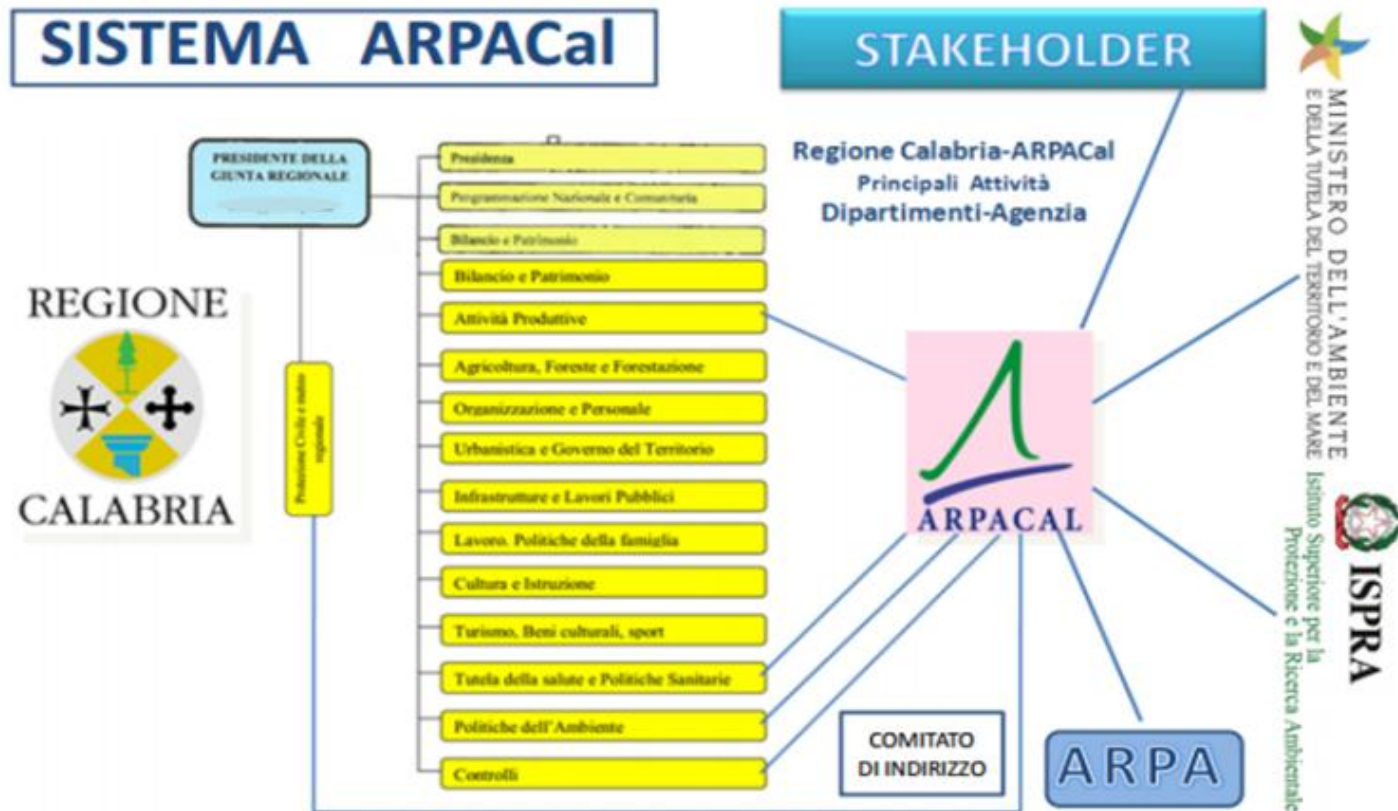 SISTEMA ARPACal
STAKEHOLDER
PRESIDENTE DELLA
GIUNTA REGIONALE
Presidenza
Programmazione Nazionale e Comunitaria
Bilancio e Patrimonio
Bilancio e Patrimonio
Attività Produttive
Agricoltura, Foreste e Forestazione
Organizzazione e Personale
Urbanistica e Governo del Territorio
Infrastrutture e Lavori Pubblici
Lavoro. Politiche della famiglia
Cultura e Istruzione
Turismo, Beni culturali, sport
Tutela della salute e Politiche Sanitarie
Politiche dell'Ambiente
Controlli
Protezione Civile e
regionale
REGIONE
CALABRIA
Regione Calabria-ARPACal
Principali Attività
Dipartimenti-Agenzia
ARPACAL
COMITATO
DI INDIRIZZO
ARPA
MINISTERO DELL'AMBIENTE
E DELLA TUTELA DEL TERRITORIO E DEL MARE
ISPRA
Istituto Superiore per la
Protezione e la Ricerca Ambientale